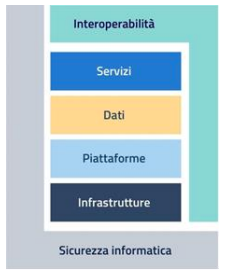 Interoperabilità
Servizi
Dati
Piattaforme
Infrastrutture
Sicurezza informatica